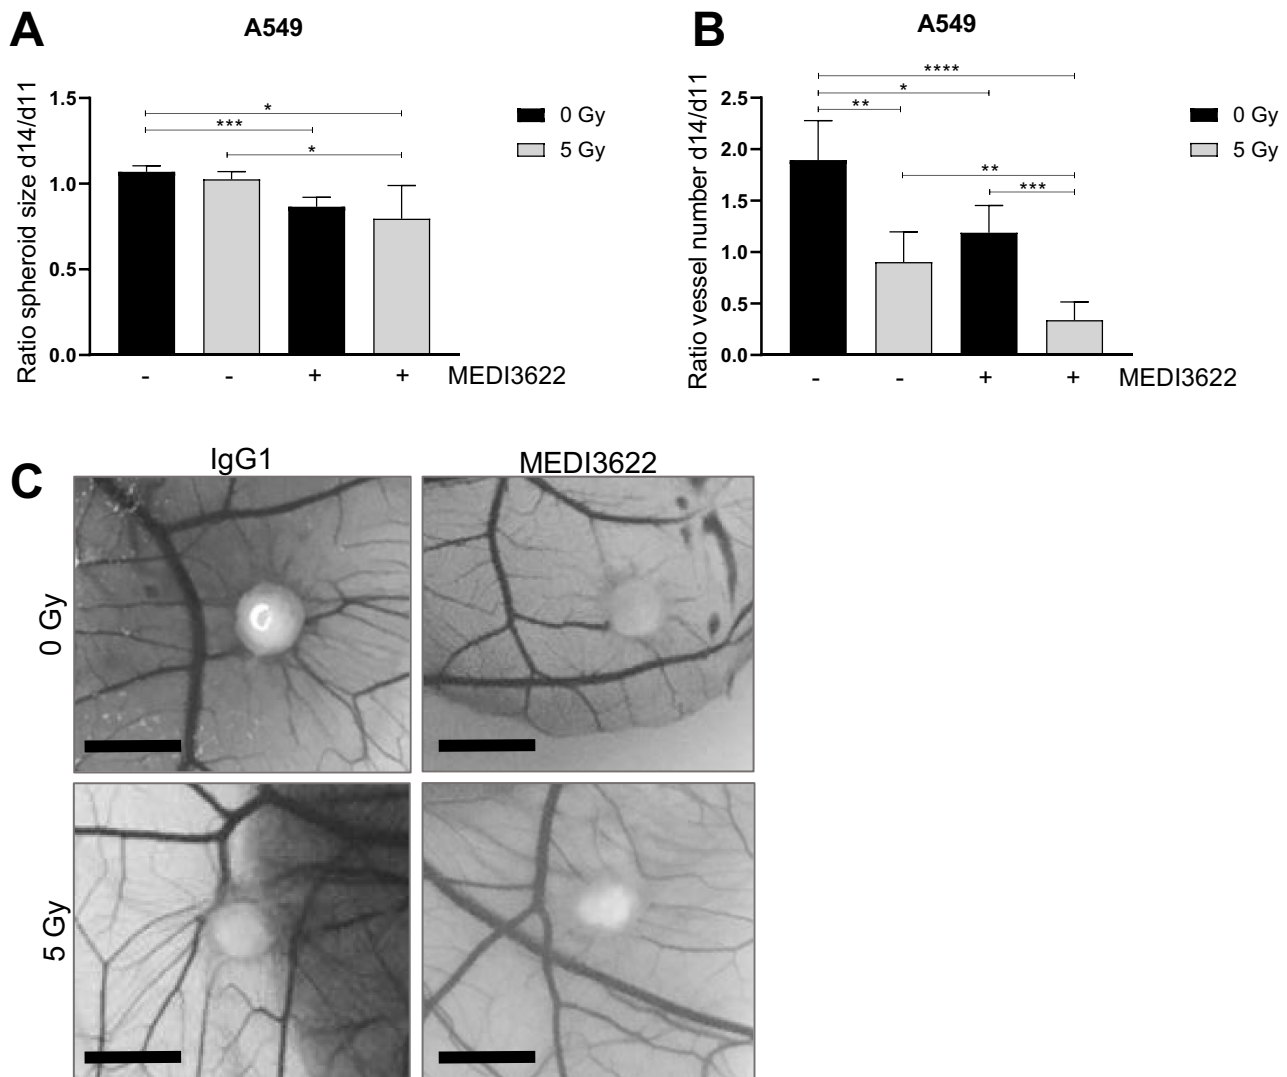 A
A549
Ratio spheroid size d14/d11
1.5
1.0
0.5
0.0
*
***
*
0 Gy
5 Gy
- - + + MEDI3622
B
A549
Ratio vessel number d14/d11
2.5
2.0
1.5
1.0
0.5
0.0
****
*
**
**
***
0 Gy
5 Gy
- - + + MEDI3622
C
IgG1 MEDI3622
0 Gy
5 Gy